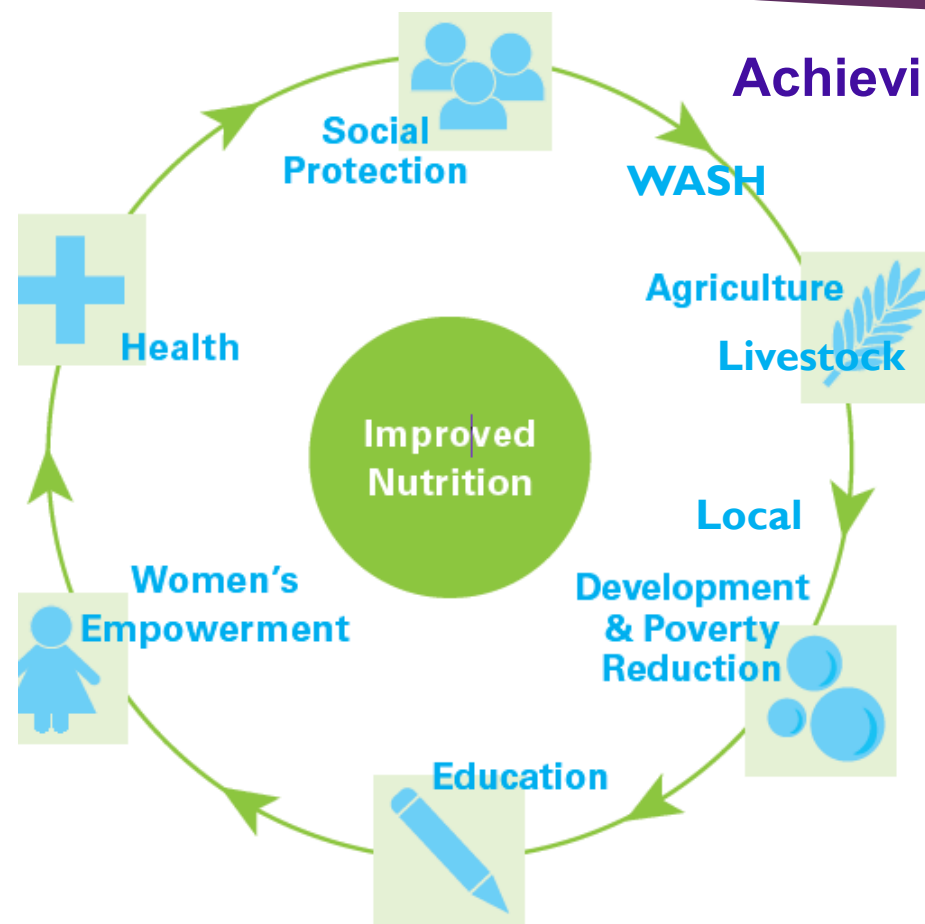 Achievi
Social
Protection
WASH
Agriculture
Livestock
Health
Improved
Nutrition
Local
Development
& Poverty
Reduction
Women's
Empowerment
Education